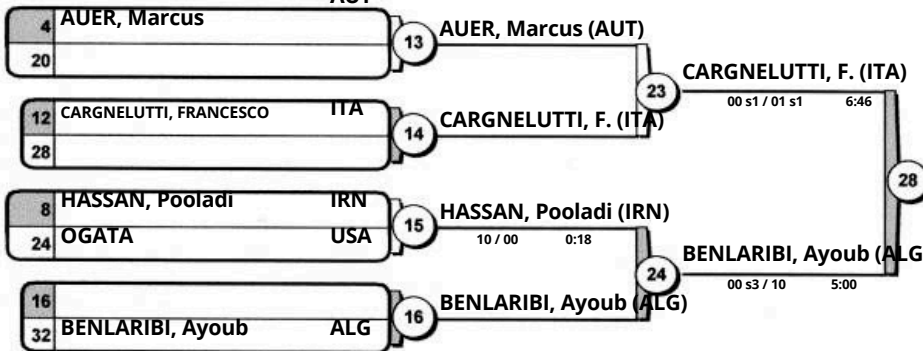 4 AUER, Marcus
13 AUER, Marcus (AUT)
20
23 CARGNELUTTI, F. (ITA)
00 s1 / 01 s1 6:46
12 CARGNELUTTI, FRANCESCO ITA
14 CARGNELUTTI, F. (ITA)
28
28
8 HASSAN, Pooladi IRN
15 HASSAN, Pooladi (IRN)
24 OGATA USA
10 / 00 0:18
24 BENLARIBI, Ayoub (ALG
00 s3 / 10 5:00
16
16 BENLARIBI, Ayoub (ALG)
32 BENLARIBI, Ayoub ALG